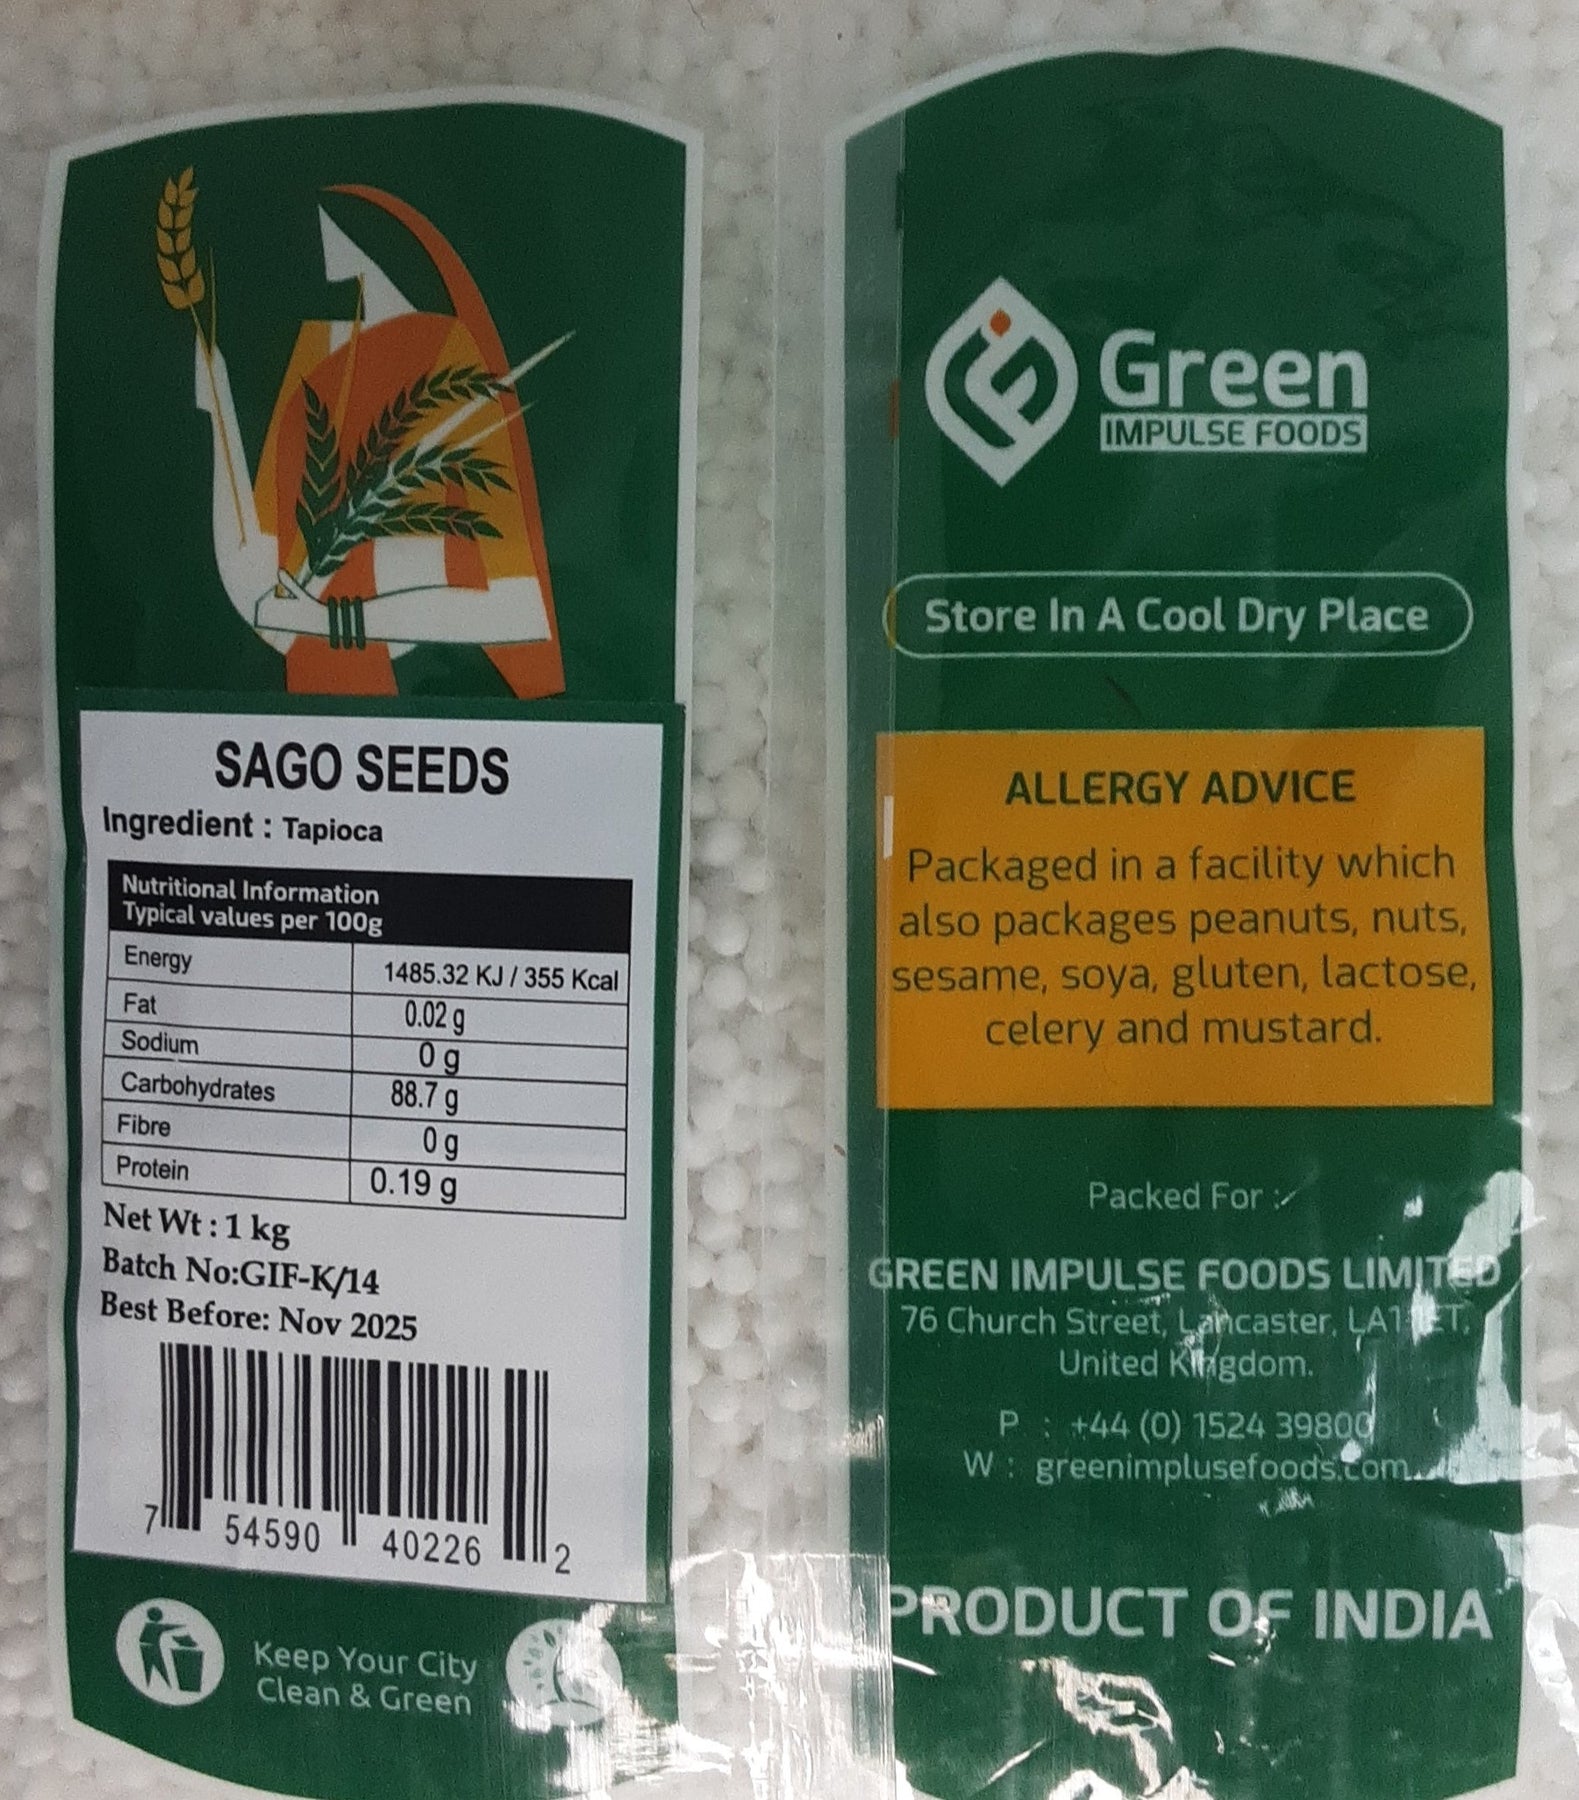 SAGO SEEDS
Ingredient : Tapioca
Nutritional Information
Typical values per 100g
Energy 1485.32 KJ / 355 Kcal
Fat 0.02 g
Sodium 0 g
Carbohydrates 88.7 g
Fibre 0 g
Protein 0.19 g
Net Wt : 1 kg
Batch No:GIF-K/14
Best Before: Nov 2025
7 54590 40226 2
Keep Your City
Clean & Green
Green
IMPULSE FOODS
Store In A Cool Dry Place
ALLERGY ADVICE
Packaged in a facility which
also packages peanuts, nuts,
sesame, soya, gluten, lactose,
celery and mustard.
Packed For :-
GREEN IMPULSE FOODS LIMITED
76 Church Street, Lancaster,
United Kingdom.
P : +44 (0) 1524 39800
W : greenimplusefoods.com
PRODUCT OF INDIA